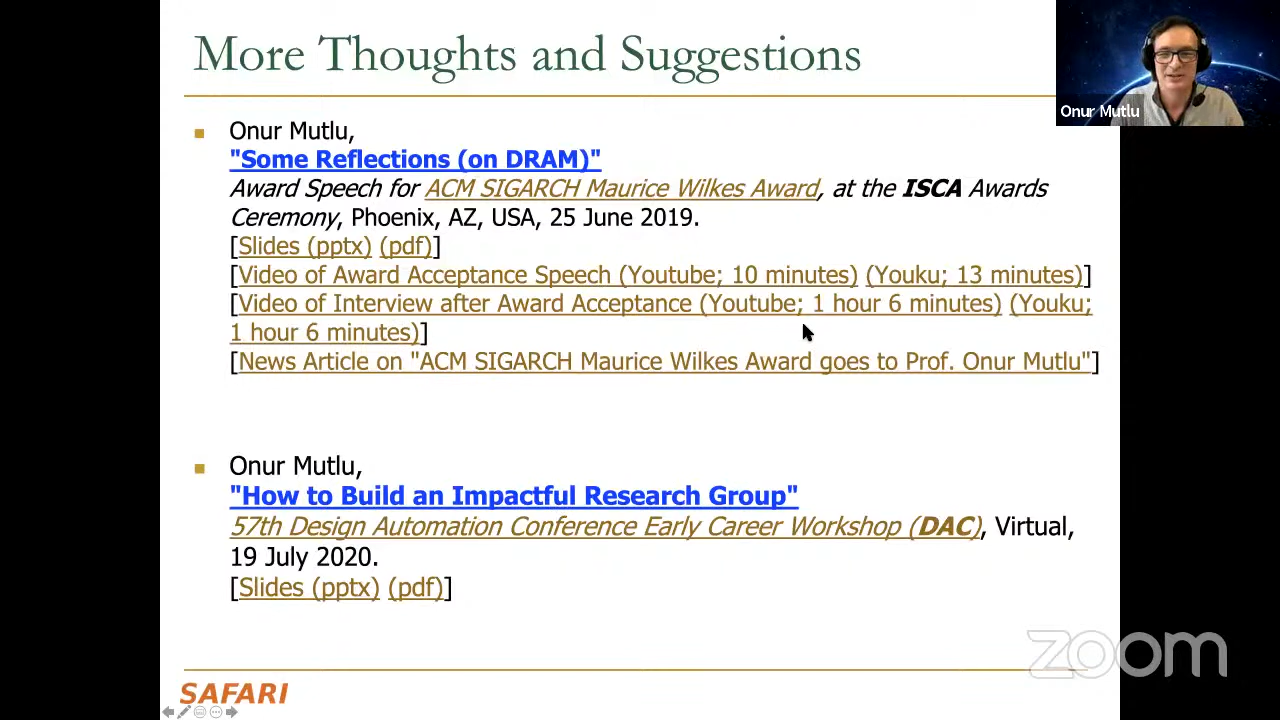 More Thoughts and Suggestions
Onur Mutlu
Onur Mutlu,
"Some Reflections (on DRAM)"
Award Speech for ACM SIGARCH Maurice Wilkes Award, at the ISCA Awards
Ceremony, Phoenix, AZ, USA, 25 June 2019.
[Slides (pptx) (pdf)]
[Video of Award Acceptance Speech (Youtube; 10 minutes) (Youku; 13 minutes)]
[Video of Interview after Award Acceptance (Youtube; 1 hour 6 minutes) (Youku;
1 hour 6 minutes)]
[News Article on "ACM SIGARCH Maurice Wilkes Award goes to Prof. Onur Mutlu"]
Onur Mutlu,
"How to Build an Impactful Research Group"
57th Design Automation Conference Early Career Workshop (DAC), Virtual,
19 July 2020.
[Slides (pptx) (pdf)]
zoom
SAFARI